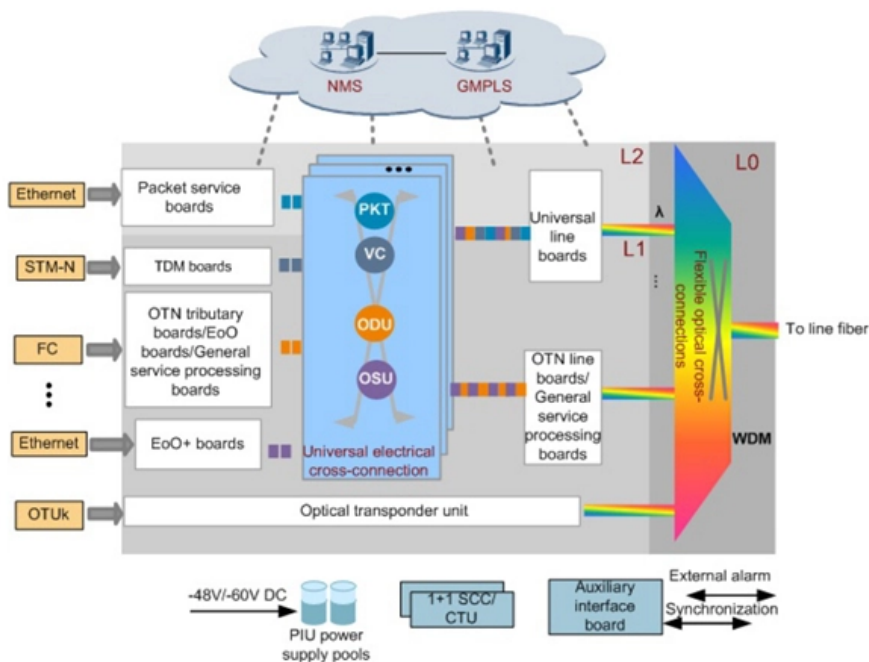 NMS
GMPLS
L2
L0
Ethernet
Packet service
boards
PKT
Universal
line
boards
λ
L1
STM-N
TDM boards
VC
...
Flexible optical cross-
connections
FC
OTN tributary
boards/EoO
boards/General
service processing
boards
ODU
To line fiber
OSU
OTN line
boards/
General
service
processing
boards
Ethernet
EoO+ boards
Universal electrical
cross-connection
WDM
OTUk
Optical transponder unit
-48V/-60V DC
PIU power
supply pools
1+1 SCC/
CTU
Auxiliary
interface
board
External alarm
Synchronization